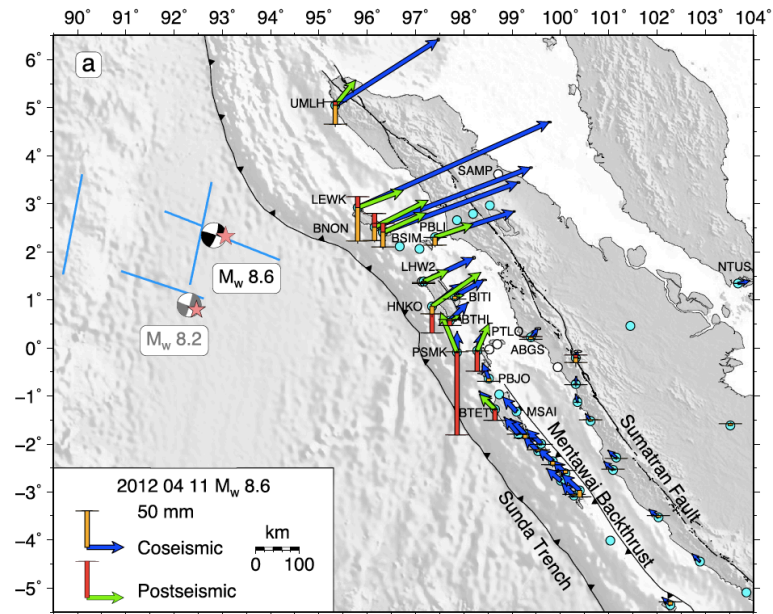 90° 91° 92° 93° 94° 95° 96° 97° 98° 99° 100° 101° 102° 103° 104°
6°
5°
4°
3°
2°
1°
0°
−1°
−2°
−3°
−4°
−5°
a
UMLH
SAMP
LEWK
BNON
PBLI
BSIM
NTUS
LHW2
BITI
HNKO
BTHL
PTLO
PSMK
ABGS
PBJO
BTET
MSAI
Mw 8.6
Mw 8.2
Sumatran Fault
Mentawai Backthrust
Sunda Trench
2012 04 11 Mw 8.6
50 mm
km
Coseismic
0 100
Postseismic